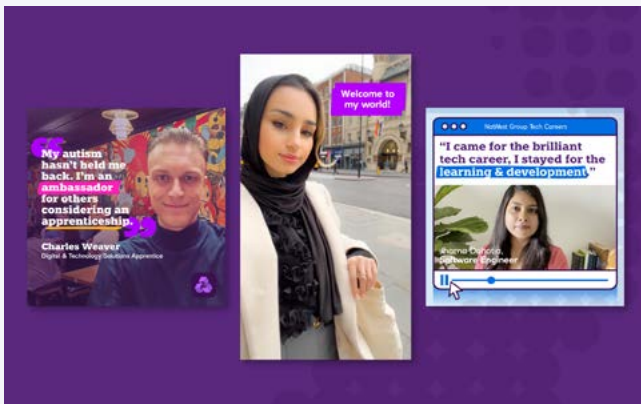 My autism
hasn't held me
back. I'm an
ambassador
for others
considering an
apprenticeship.
Charles Weaver
Digital & Technology Solutions Apprentice
Welcome to
my world!
NatWest Group Tech Careers
"I came for the brilliant
tech career, I stayed for the
learning & development."
Software Engineer